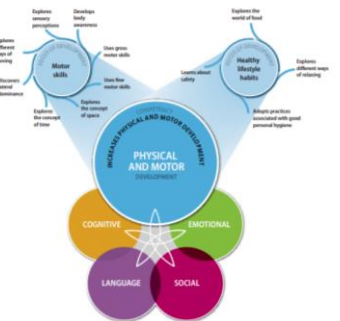 Explores
sensory
perceptions
Develops
body
awareness
Explores the
world of food
Uses gross
motor skills
Motor
skills
Uses fine
motor skills
Explores
the concept
of space
Explores
the concept
of time
Healthy
lifestyle
habits
Learns about
safety
Explores
different ways
of relaxing
Adopts practices
associated with good
personal hygiene
COMPETENCY
INCREASES PHYSICAL AND MOTOR DEVELOPMENT
PHYSICAL
AND MOTOR
DEVELOPMENT
COGNITIVE
EMOTIONAL
LANGUAGE
SOCIAL